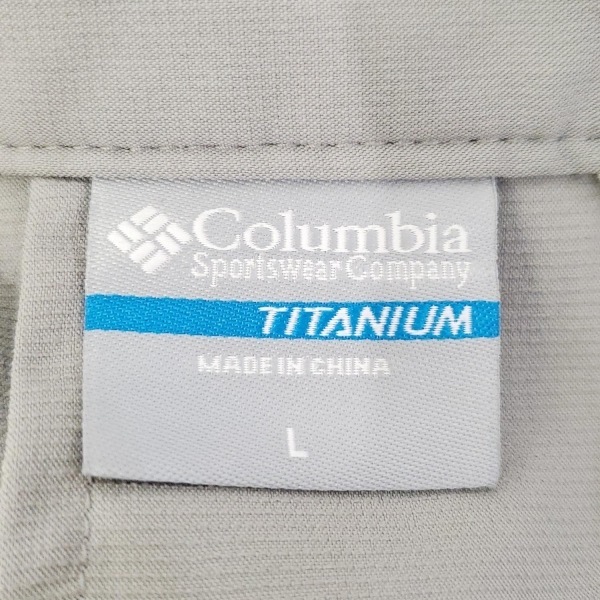 Columbia
Sportswear Company
TITANIUM
MADE IN CHINA
L